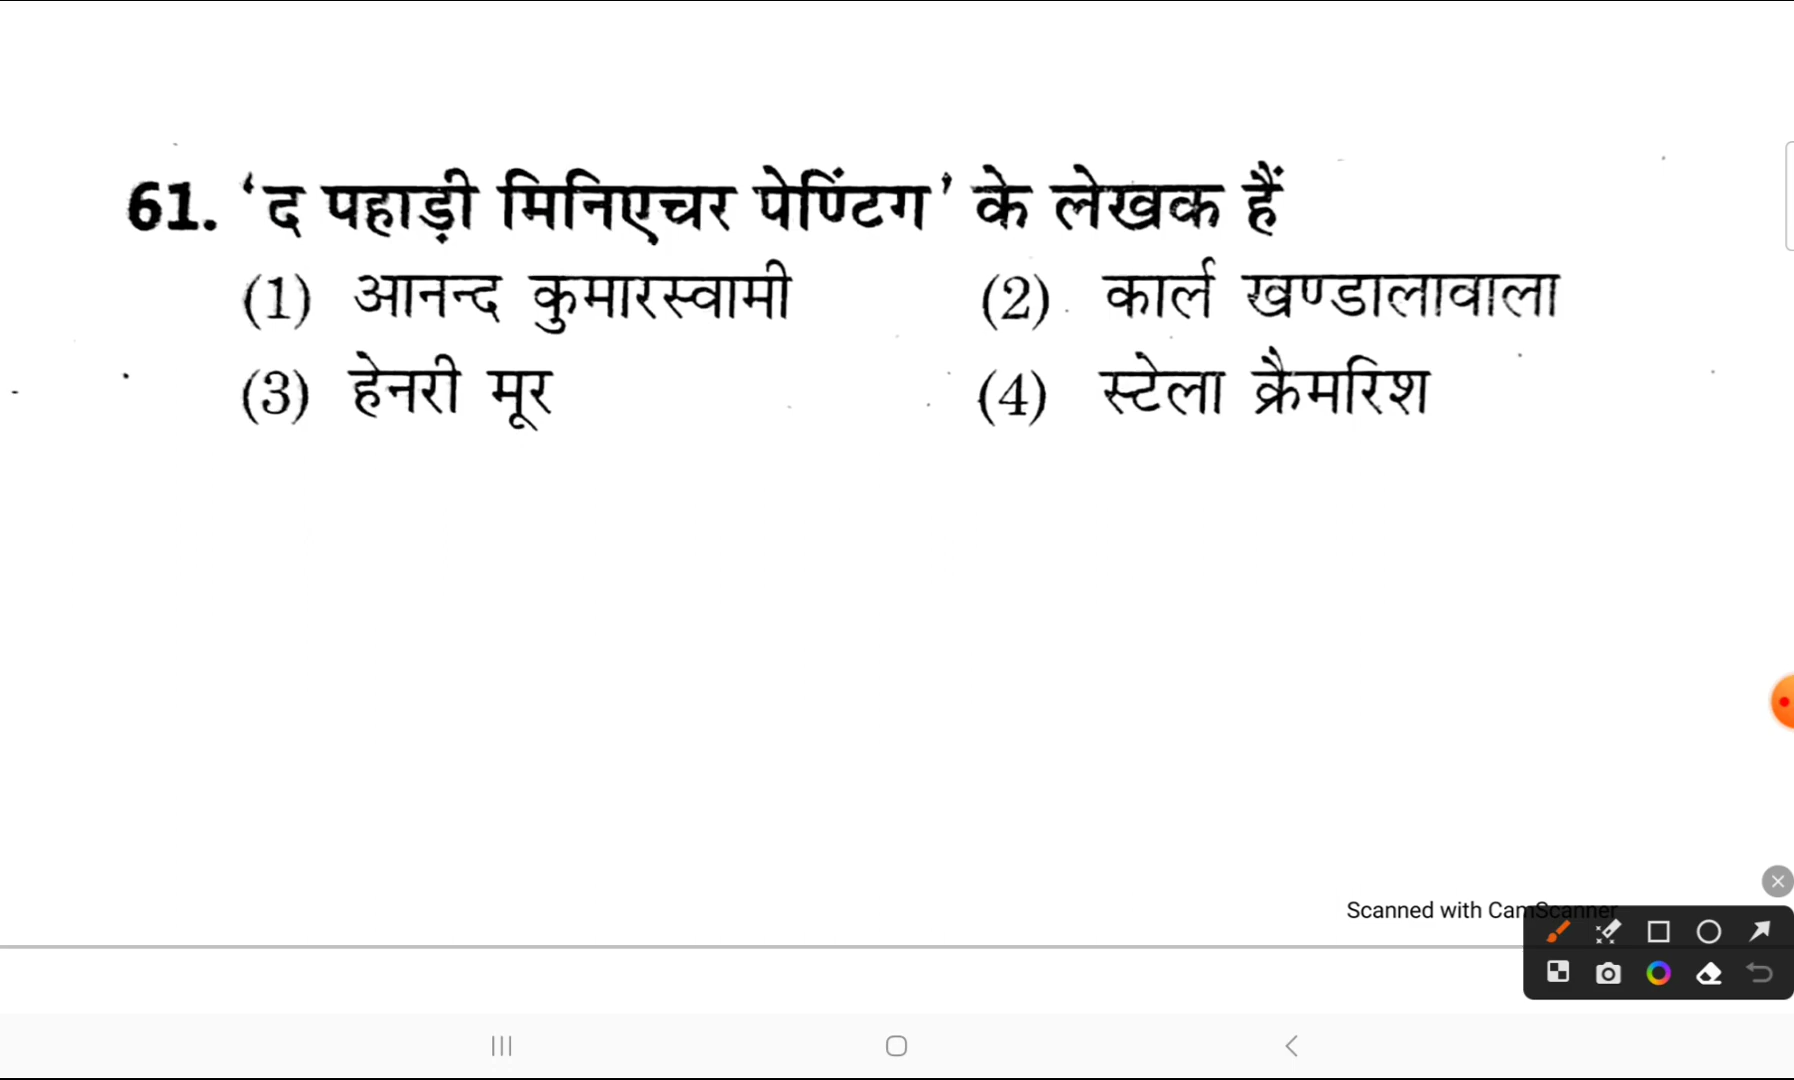 61. ‘द पहाड़ी मिनिएचर पेण्टिंग’ के लेखक हैं
(1) आनन्द कुमारस्वामी (2) कार्ल खण्डालावाला
(3) हेनरी मूर (4) स्टेला क्रैमरिश
Scanned with CamScanner